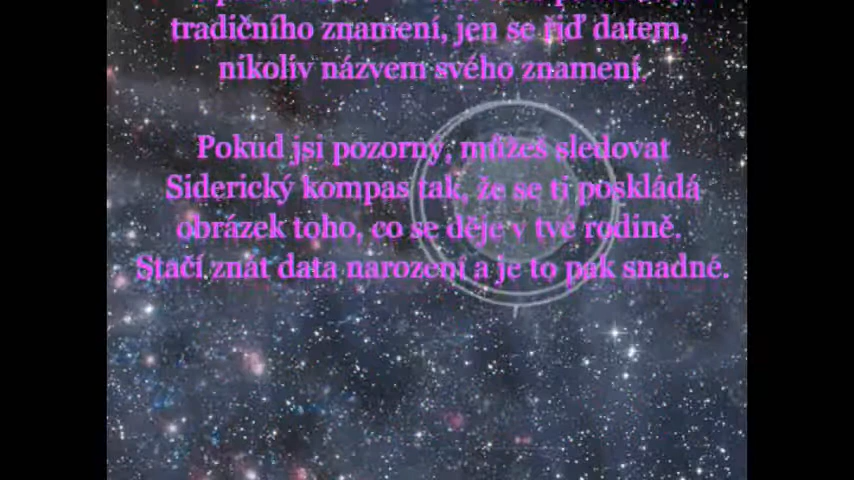 tradičního znamení, jen se řiď datem,
nikolív názvem svého znamení.
Pokud jsi pozorný, můžeš sledovat
Siderický kompas tak, že se ti poskládá
obrázek toho, co se děje v tvé rodině.
Stačí znát data narození a je to pak snadné.